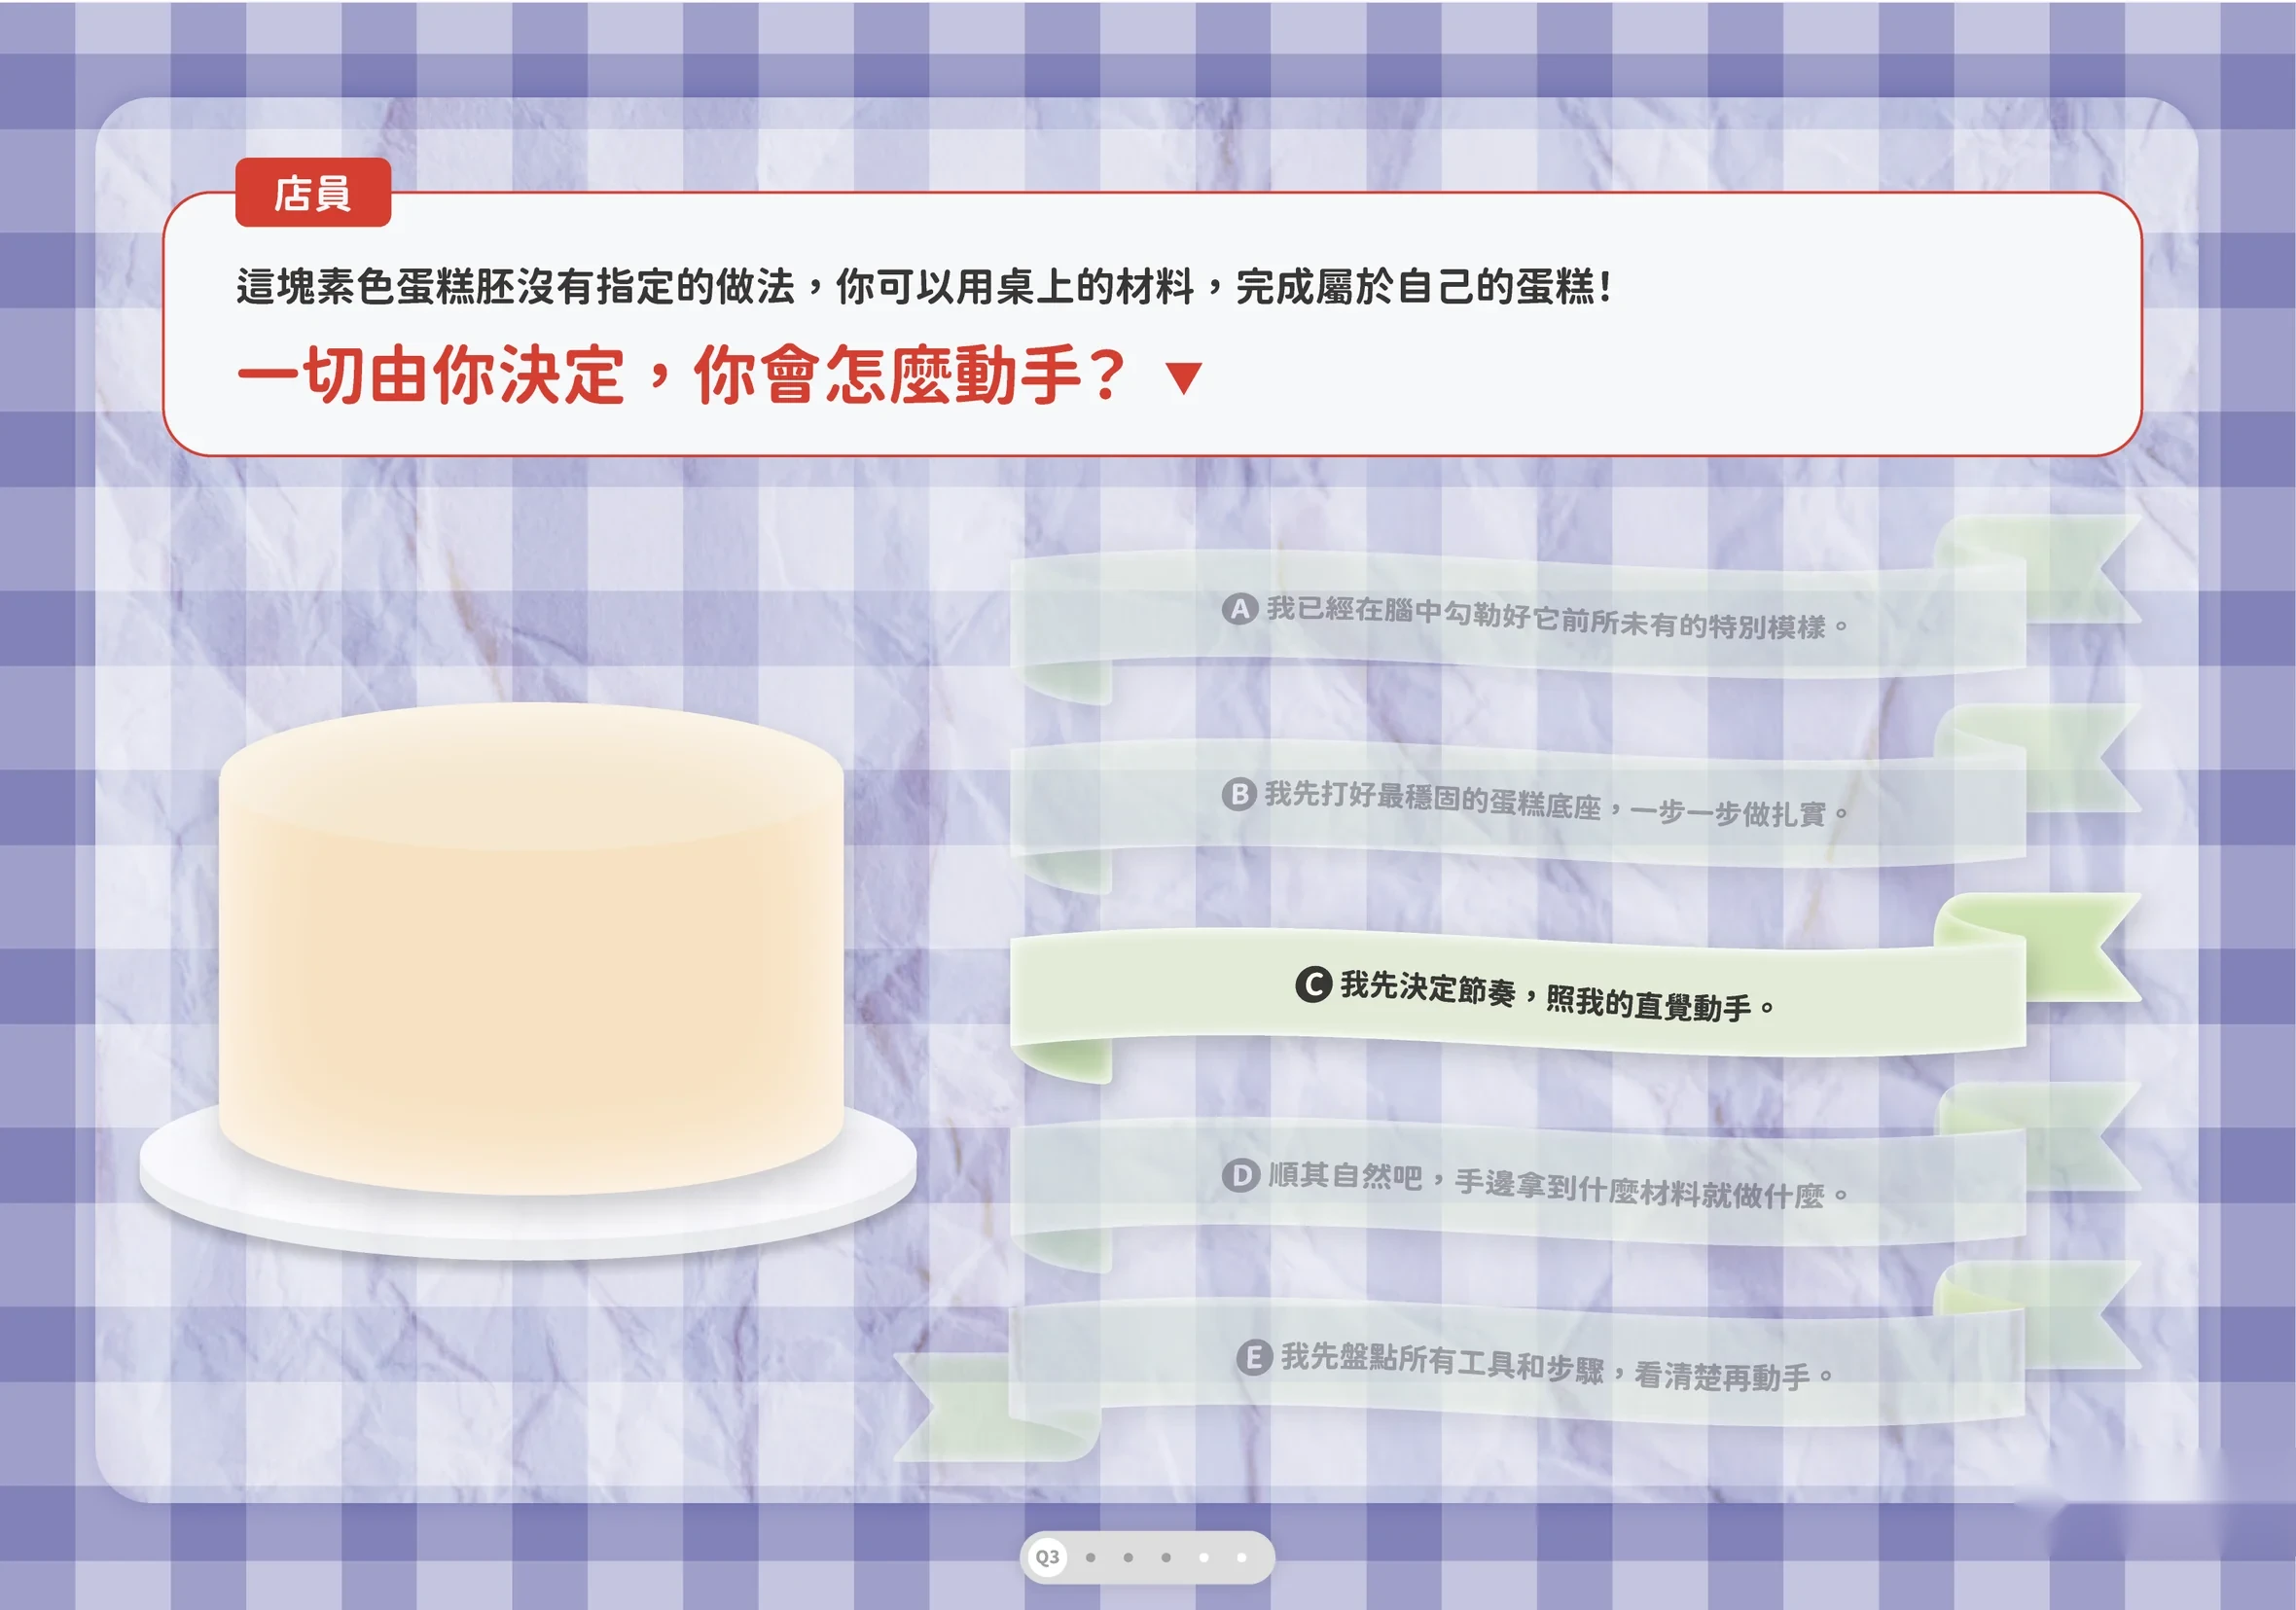 店員
這塊素色蛋糕胚沒有指定的做法，你可以用桌上的材料，完成屬於自己的蛋糕！
一切由你決定，你會怎麼動手？▼
A 我已經在腦中勾勒好它前所未有的特別模樣。
B 我先打好最穩固的蛋糕底座，一步一步做扎實。
C 我先決定節奏，照我的直覺動手。
D 順其自然吧，手邊拿到什麼材料就做什麼。
E 我先盤點所有工具和步驟，看清楚再動手。
Q3